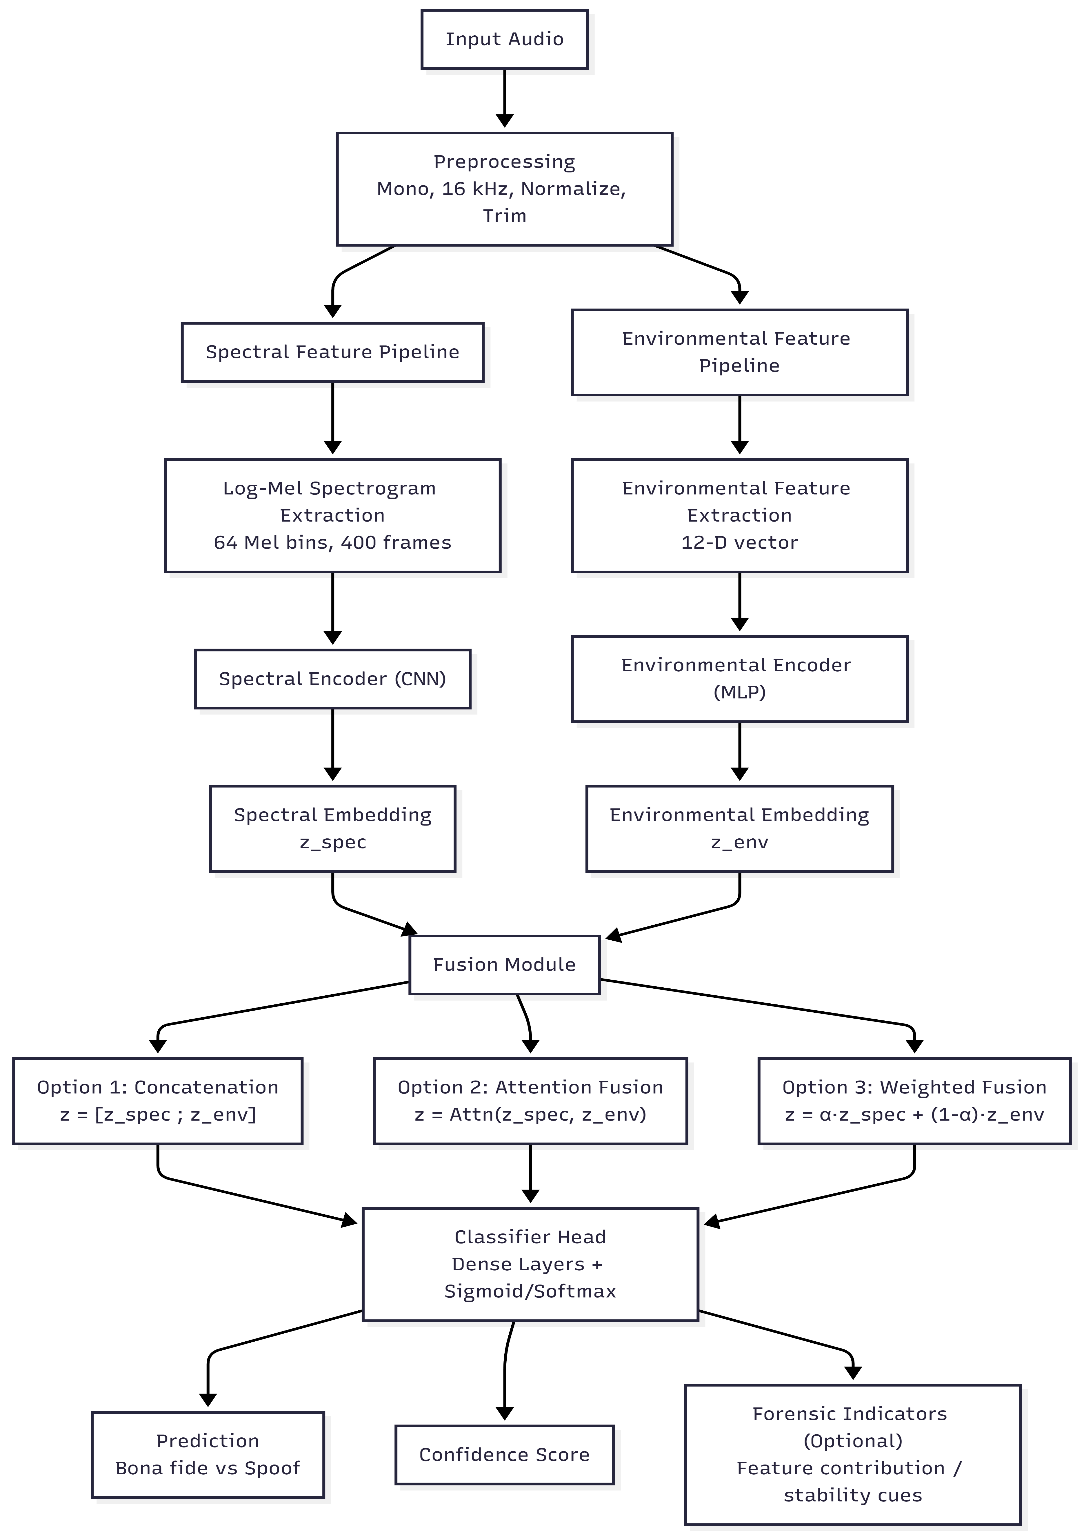 Input Audio
Preprocessing
Mono, 16 kHz, Normalize,
Trim
Spectral Feature Pipeline
Environmental Feature
Pipeline
Log-Mel Spectrogram
Extraction
64 Mel bins, 400 frames
Environmental Feature
Extraction
12-D vector
Spectral Encoder (CNN)
Environmental Encoder
(MLP)
Spectral Embedding
z_spec
Environmental Embedding
z_env
Fusion Module
Option 1: Concatenation
z = [z_spec ; z_env]
Option 2: Attention Fusion
z = Attn(z_spec, z_env)
Option 3: Weighted Fusion
z = α·z_spec + (1-α)·z_env
Classifier Head
Dense Layers +
Sigmoid/Softmax
Prediction
Bona fide vs Spoof
Confidence Score
Forensic Indicators
(Optional)
Feature contribution /
stability cues